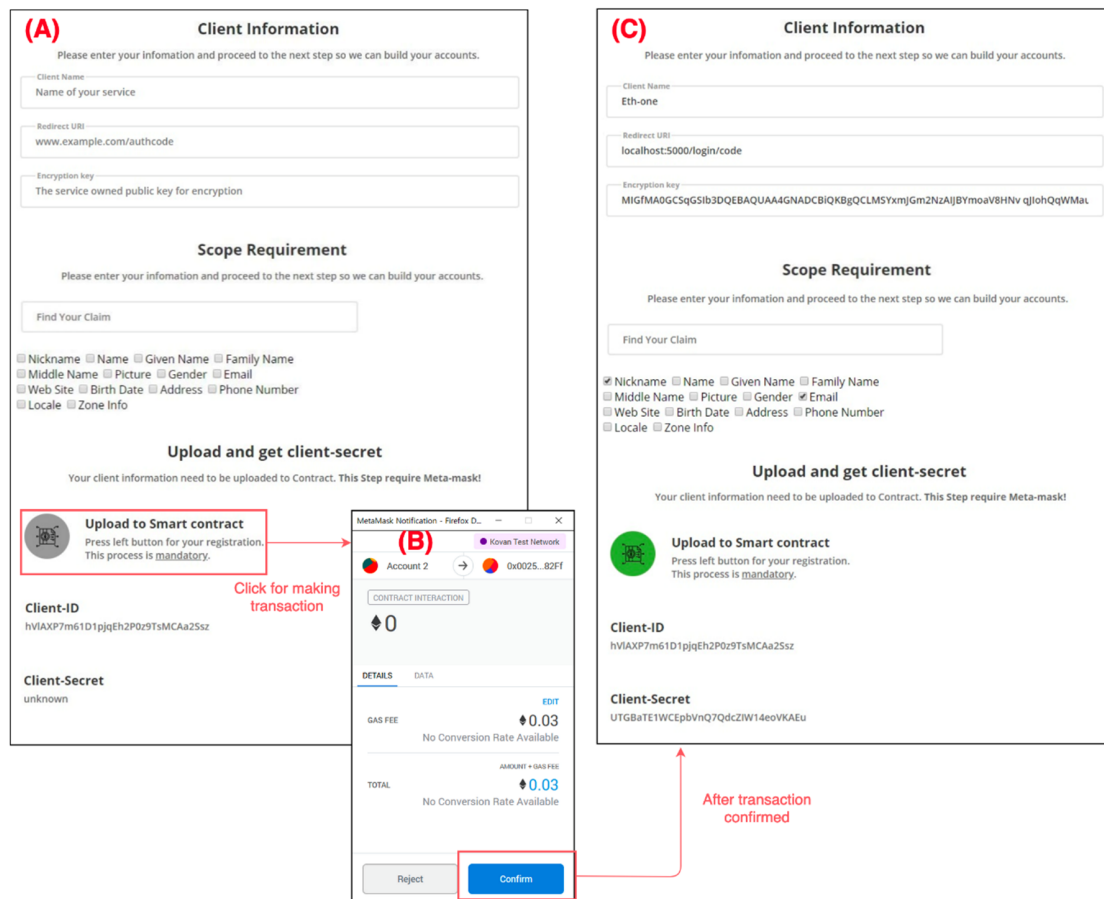 (A)
Client Information
Please enter your infomation and proceed to the next step so we can build your accounts.
Client Name
Name of your service
Redirect URI
www.example.com/authcode
Encryption key
The service owned public key for encryption
Scope Requirement
Please enter your infomation and proceed to the next step so we can build your accounts.
Find Your Claim
Nickname Name Given Name Family Name
Middle Name Picture Gender Email
Web Site Birth Date Address Phone Number
Locale Zone Info
Upload and get client-secret
Your client information need to be uploaded to Contract. This Step require Meta-mask!
Upload to Smart contract
Press left button for your registration.
This process is mandatory.
Click for making
transaction
Client-ID
hVlAXP7m61D1pjqEh2P0z9TsMCAa2Ssz
Client-Secret
unknown
MetaMask Notification - Firefox D...
(B)
Kovan Test Network
Account 2
0x0025...82Ff
CONTRACT INTERACTION
0
DETAILS DATA
EDIT
GAS FEE 0.03
No Conversion Rate Available
AMOUNT + GAS FEE
TOTAL 0.03
No Conversion Rate Available
Reject Confirm
After transaction
confirmed
(C)
Client Information
Please enter your infomation and proceed to the next step so we can build your accounts.
Client Name
Eth-one
Redirect URI
localhost:5000/login/code
Encryption key
MIGfMA0GCSqGSIb3DQEBAQUAA4GNADCBiQKBgQCLMSYxmJGm2NzAIJBYmoaV8HNv qJIohQqWMau
Scope Requirement
Please enter your infomation and proceed to the next step so we can build your accounts.
Find Your Claim
Nickname Name Given Name Family Name
Middle Name Picture Gender Email
Web Site Birth Date Address Phone Number
Locale Zone Info
Upload and get client-secret
Your client information need to be uploaded to Contract. This Step require Meta-mask!
Upload to Smart contract
Press left button for your registration.
This process is mandatory.
Client-ID
hVlAXP7m61D1pjqEh2P0z9TsMCAa2Ssz
Client-Secret
UTGBaTE1WCEpbVnQ7QdcZIW14eoVKAEu